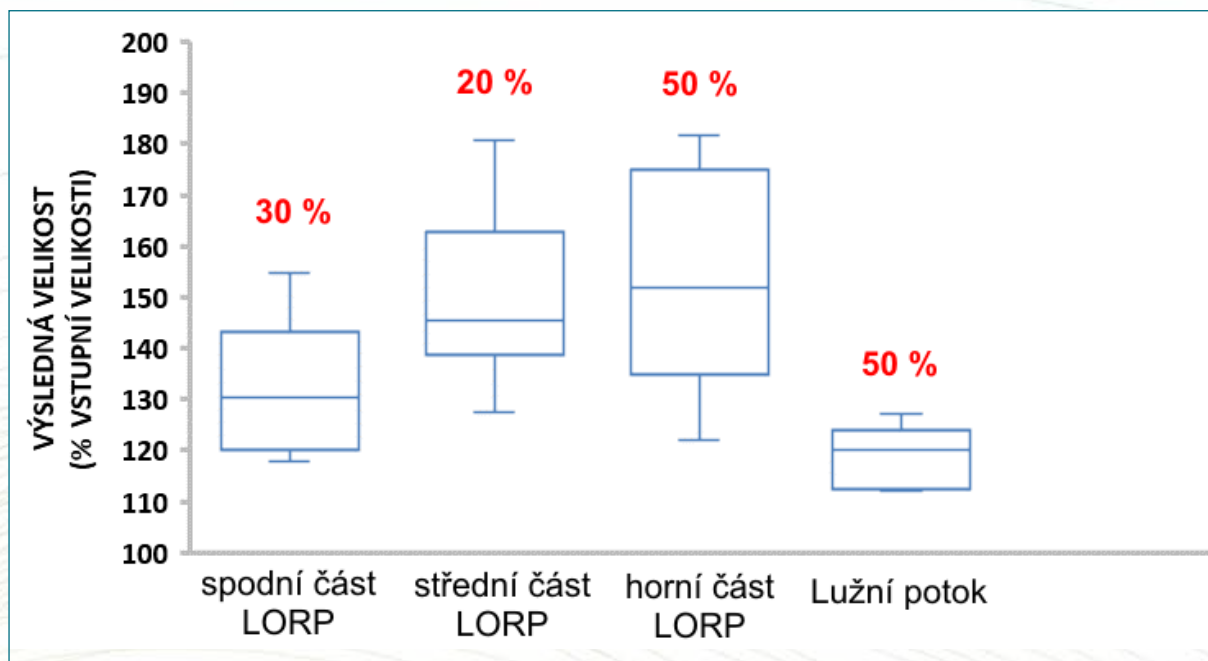 VÝSLEDNÁ VELIKOST
(% VSTUPNÍ VELIKOSTI)
200
190
180
170
160
150
140
130
120
110
100
30 %
20 %
50 %
50 %
spodní část
LORP
střední část
LORP
horní část
LORP
Lužní potok